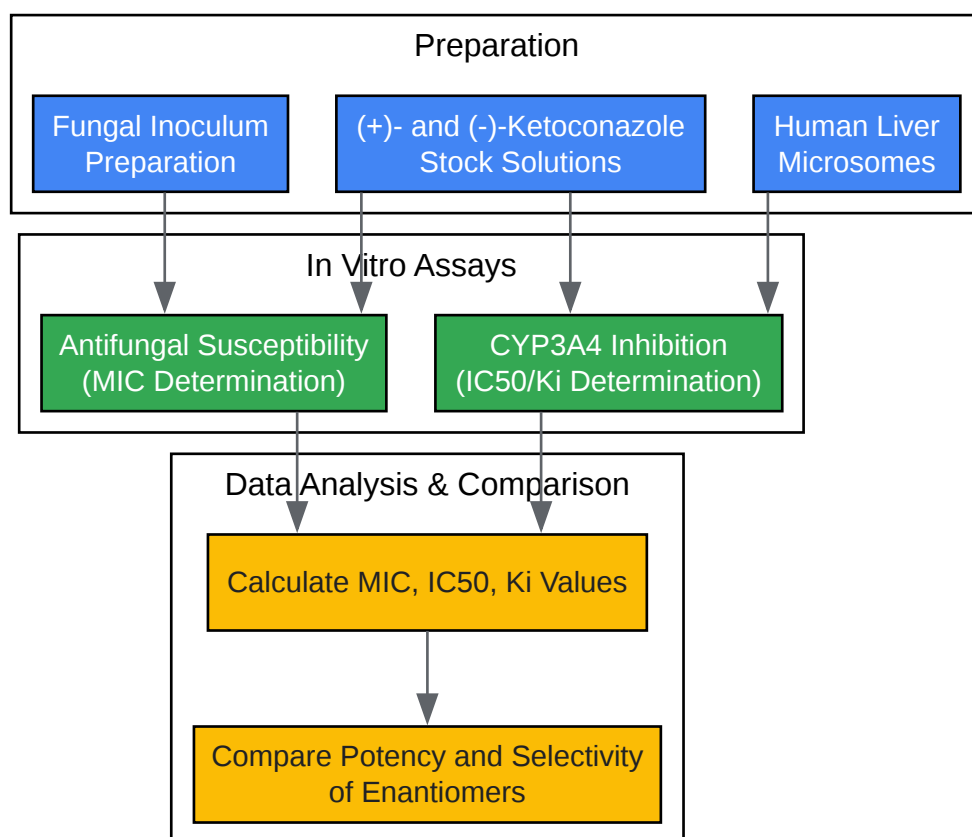 Preparation
Fungal Inoculum
Preparation
(+)- and (-)-Ketoconazole
Stock Solutions
Human Liver
Microsomes
In Vitro Assays
Antifungal Susceptibility
(MIC Determination)
CYP3A4 Inhibition
(IC50/Ki Determination)
Data Analysis & Comparison
Calculate MIC, IC50, Ki Values
Compare Potency and Selectivity
of Enantiomers